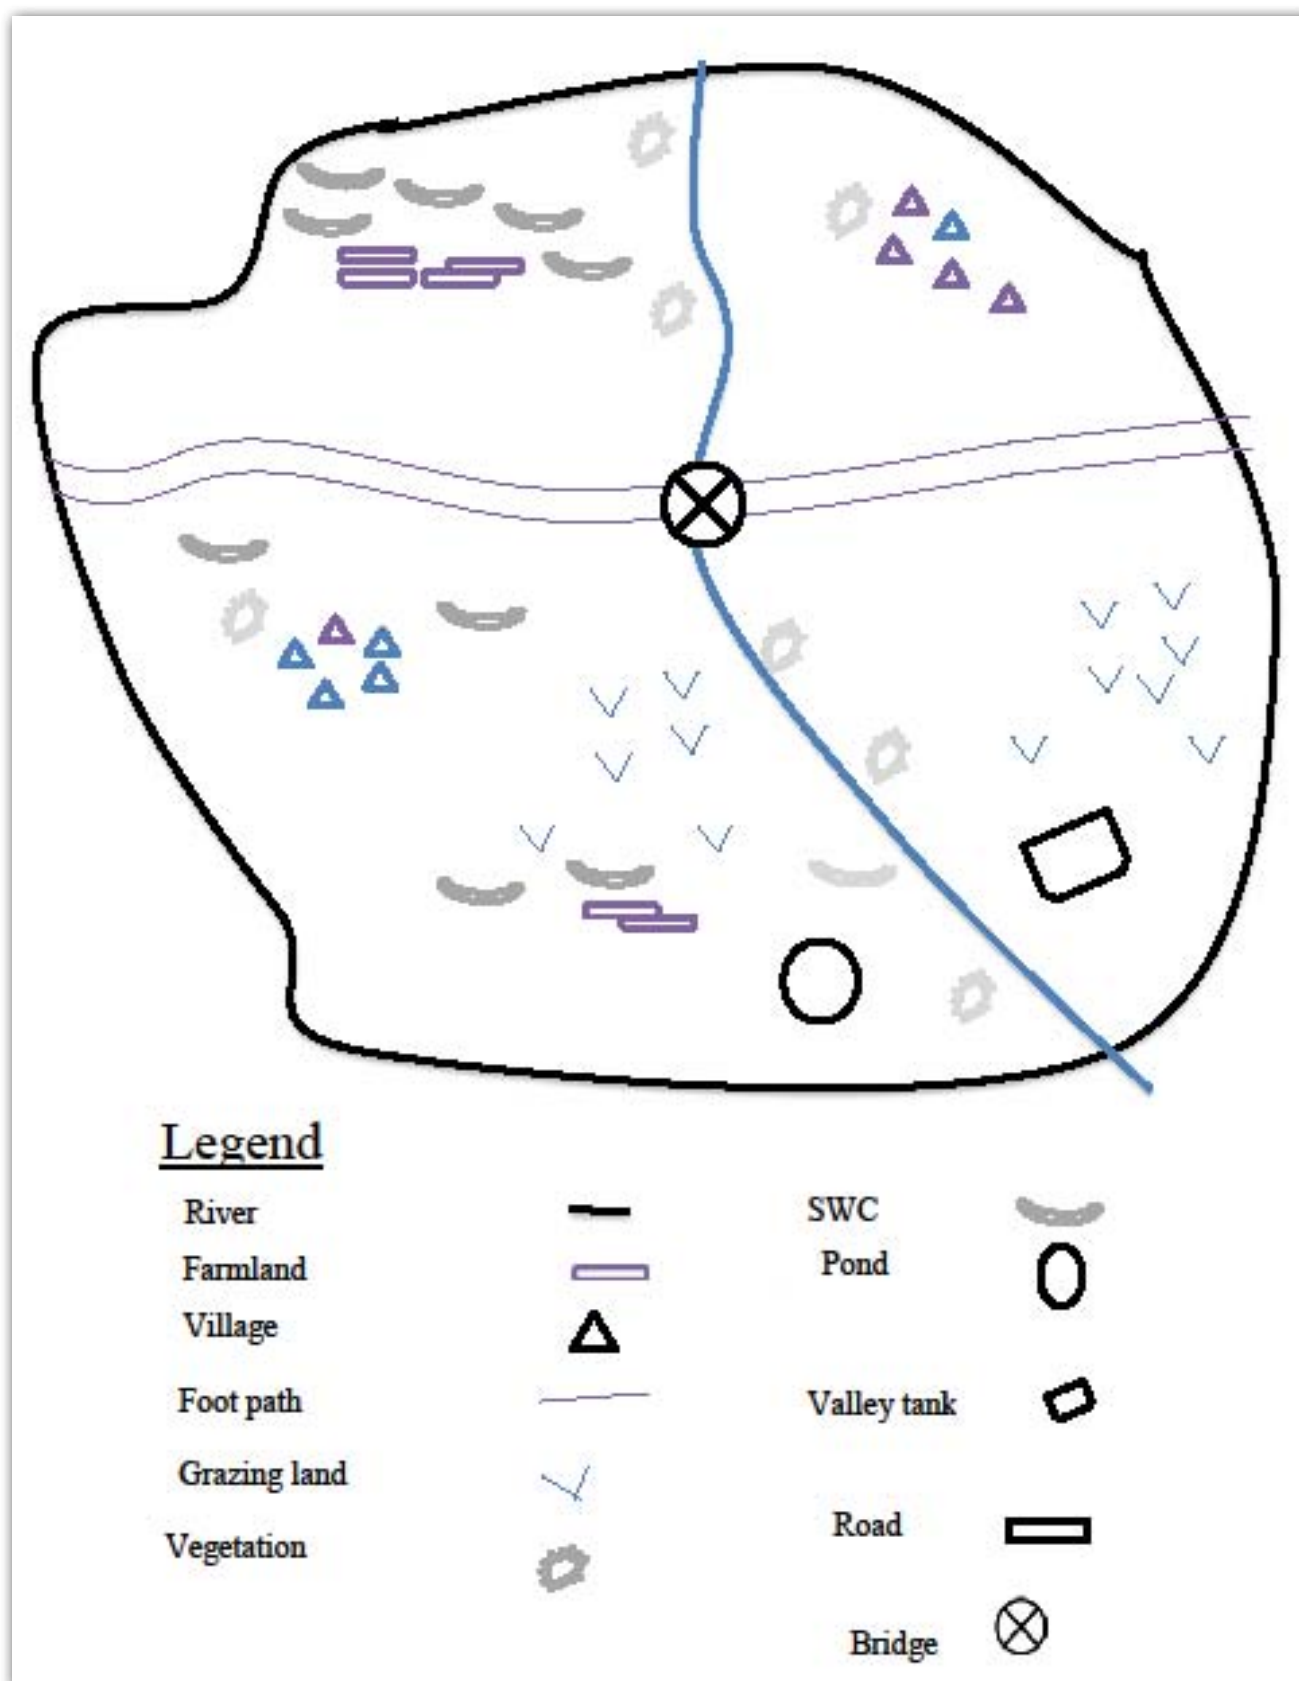 Legend
River
Farmland
Village
Foot path
Grazing land
Vegetation
SWC
Pond
Valley tank
Road
Bridge